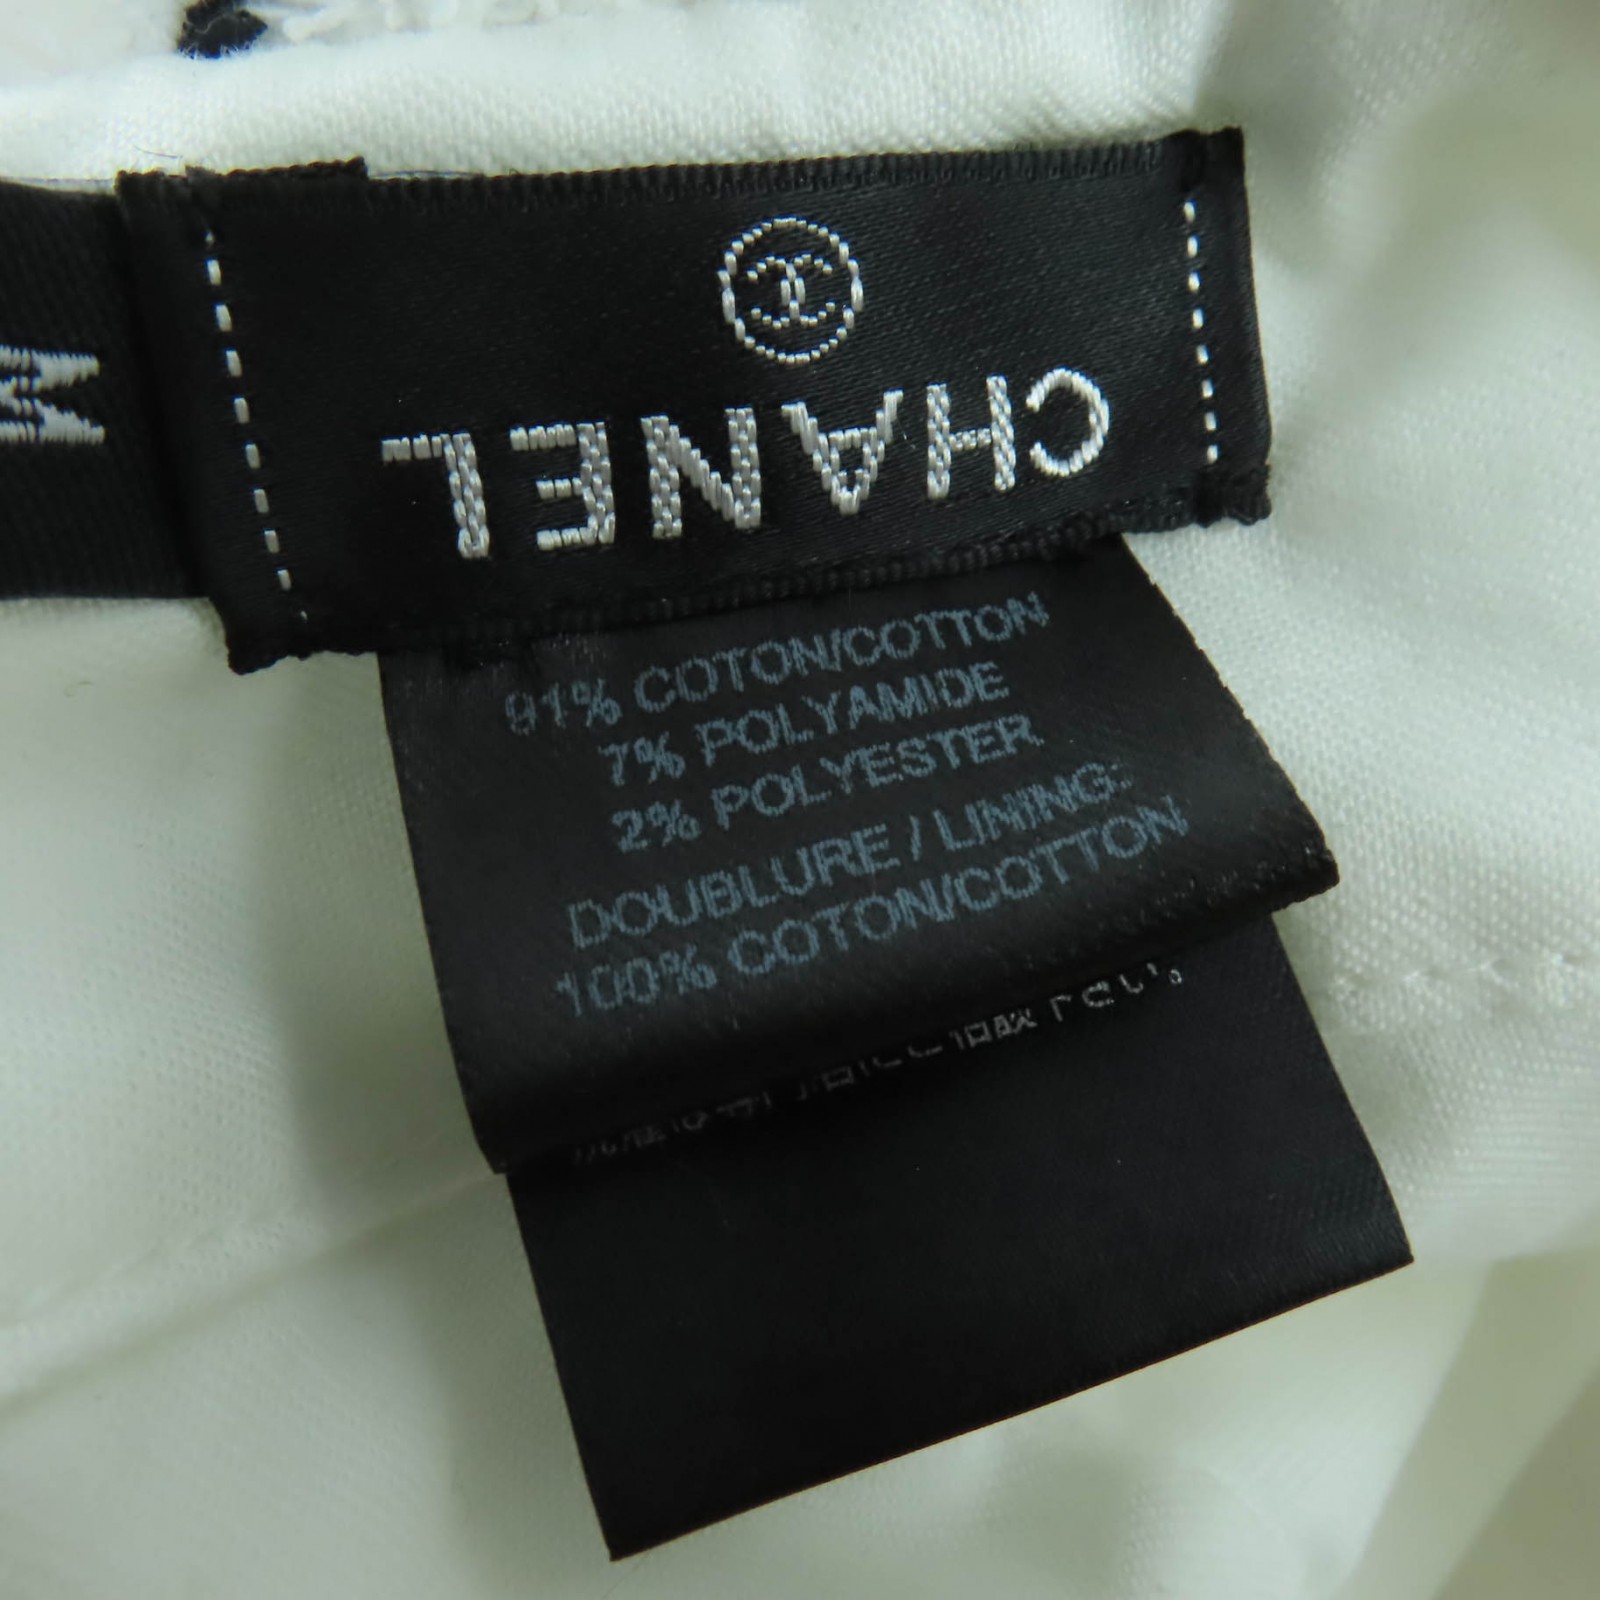 M
CHANEL
91% COTON/COTTON
7% POLYAMIDE
2% POLYESTER
DOUBLURE / LINING:
100% COTON/COTTON